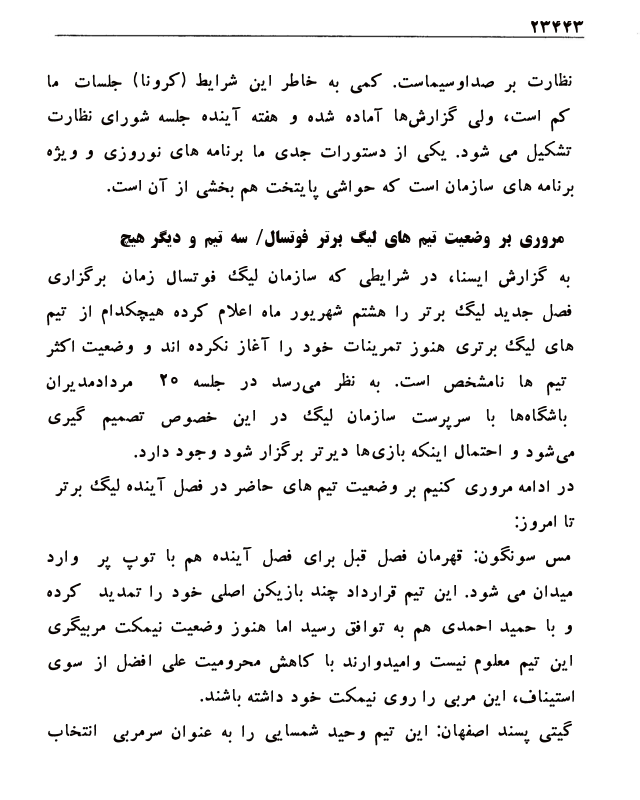 ۲۳۴۴۳
نظارت بر صداوسیماست. کمی به خاطر این شرایط (کرونا) جلسات ما
کم است، ولی گزارش‌ها آماده شده و هفته آینده جلسه شورای نظارت
تشکیل می شود. یکی از دستورات جدی ما برنامه های نوروزی و ویژه
برنامه های سازمان است که حواشی پایتخت هم بخشی از آن است.
مروری بر وضعیت تیم های لیگ برتر فوتسال/ سه تیم و دیگر هیچ
به گزارش ایسنا، در شرایطی که سازمان لیگ فوتسال زمان برگزاری
فصل جدید لیگ برتر را هشتم شهریور ماه اعلام کرده هیچکدام از تیم
های لیگ برتری هنوز تمرینات خود را آغاز نکرده اند و وضعیت اکثر
تیم ها نامشخص است. به نظر می‌رسد در جلسه ۲۵ مردادمدیران
باشگاه‌ها با سرپرست سازمان لیگ در این خصوص تصمیم گیری
می‌شود و احتمال اینکه بازی‌ها دیرتر برگزار شود وجود دارد.
در ادامه مروری کنیم بر وضعیت تیم های حاضر در فصل آینده لیگ برتر
تا امروز:
مس سونگون: قهرمان فصل قبل برای فصل آینده هم با توپ پر وارد
میدان می شود. این تیم قرارداد چند بازیکن اصلی خود را تمدید کرده
و با حمید احمدی هم به توافق رسید اما هنوز وضعیت نیمکت مربیگری
این تیم معلوم نیست وامیدوارند با کاهش محرومیت علی افضل از سوی
استیناف، این مربی را روی نیمکت خود داشته باشند.
گیتی پسند اصفهان: این تیم وحید شمسایی را به عنوان سرمربی انتخاب